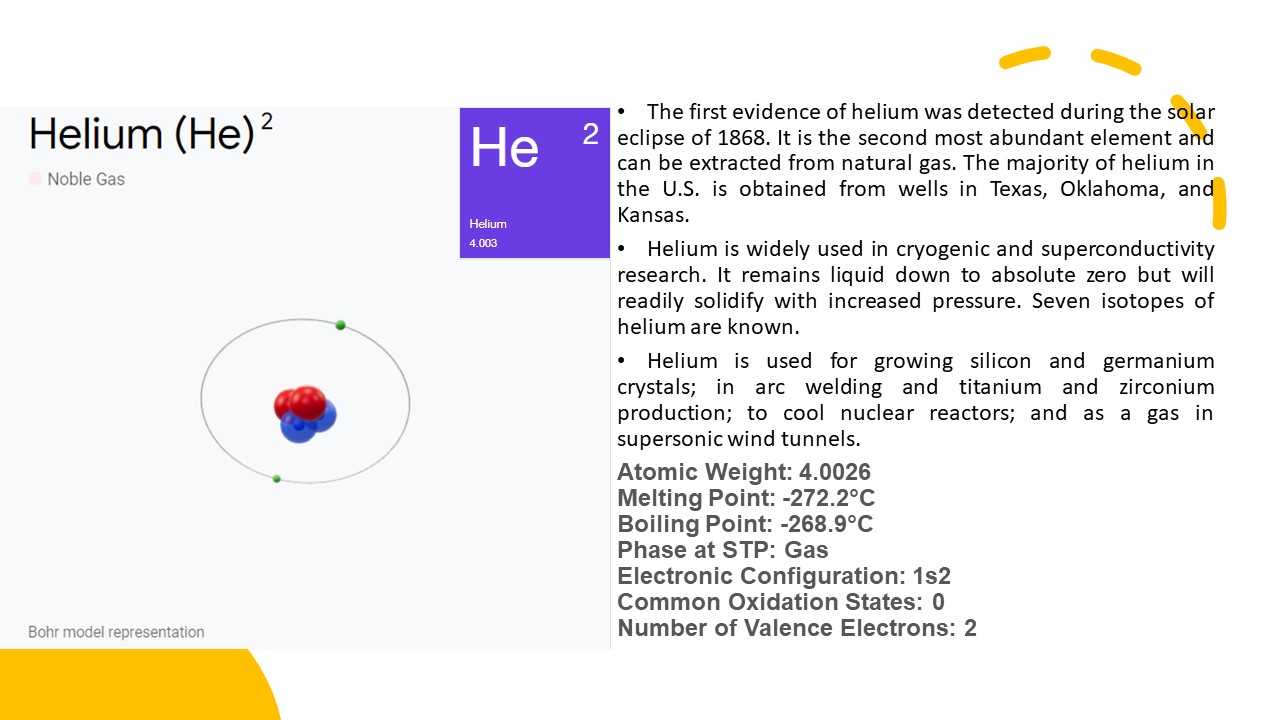 Helium (He) 2
Noble Gas
He 2
Helium
4.003
Bohr model representation
• The first evidence of helium was detected during the solar
eclipse of 1868. It is the second most abundant element and
can be extracted from natural gas. The majority of helium in
the U.S. is obtained from wells in Texas, Oklahoma, and
Kansas.
• Helium is widely used in cryogenic and superconductivity
research. It remains liquid down to absolute zero but will
readily solidify with increased pressure. Seven isotopes of
helium are known.
• Helium is used for growing silicon and germanium
crystals; in arc welding and titanium and zirconium
production; to cool nuclear reactors; and as a gas in
supersonic wind tunnels.
Atomic Weight: 4.0026
Melting Point: -272.2°C
Boiling Point: -268.9°C
Phase at STP: Gas
Electronic Configuration: 1s2
Common Oxidation States: 0
Number of Valence Electrons: 2